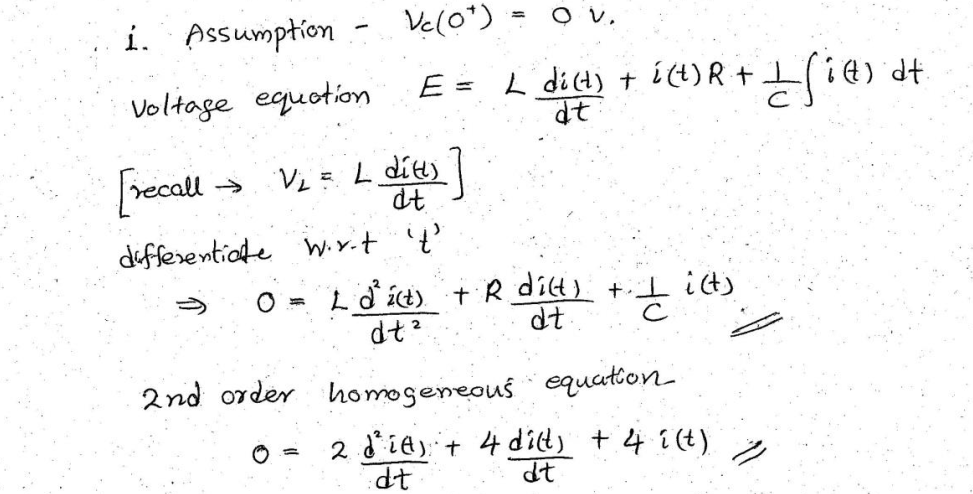 i. Assumption - Vc(0⁺) = 0 v.
Voltage equation E = L di(t)/dt + i(t)R + 1/C ∫ i(t) dt
[recall → V_L = L di(t)/dt]
differentiate w.r.t 't'
⇒ 0 = L d²i(t)/dt² + R di(t)/dt + 1/C i(t)
2nd order homogeneous equation
0 = 2 d²i(t)/dt + 4 di(t)/dt + 4 i(t)